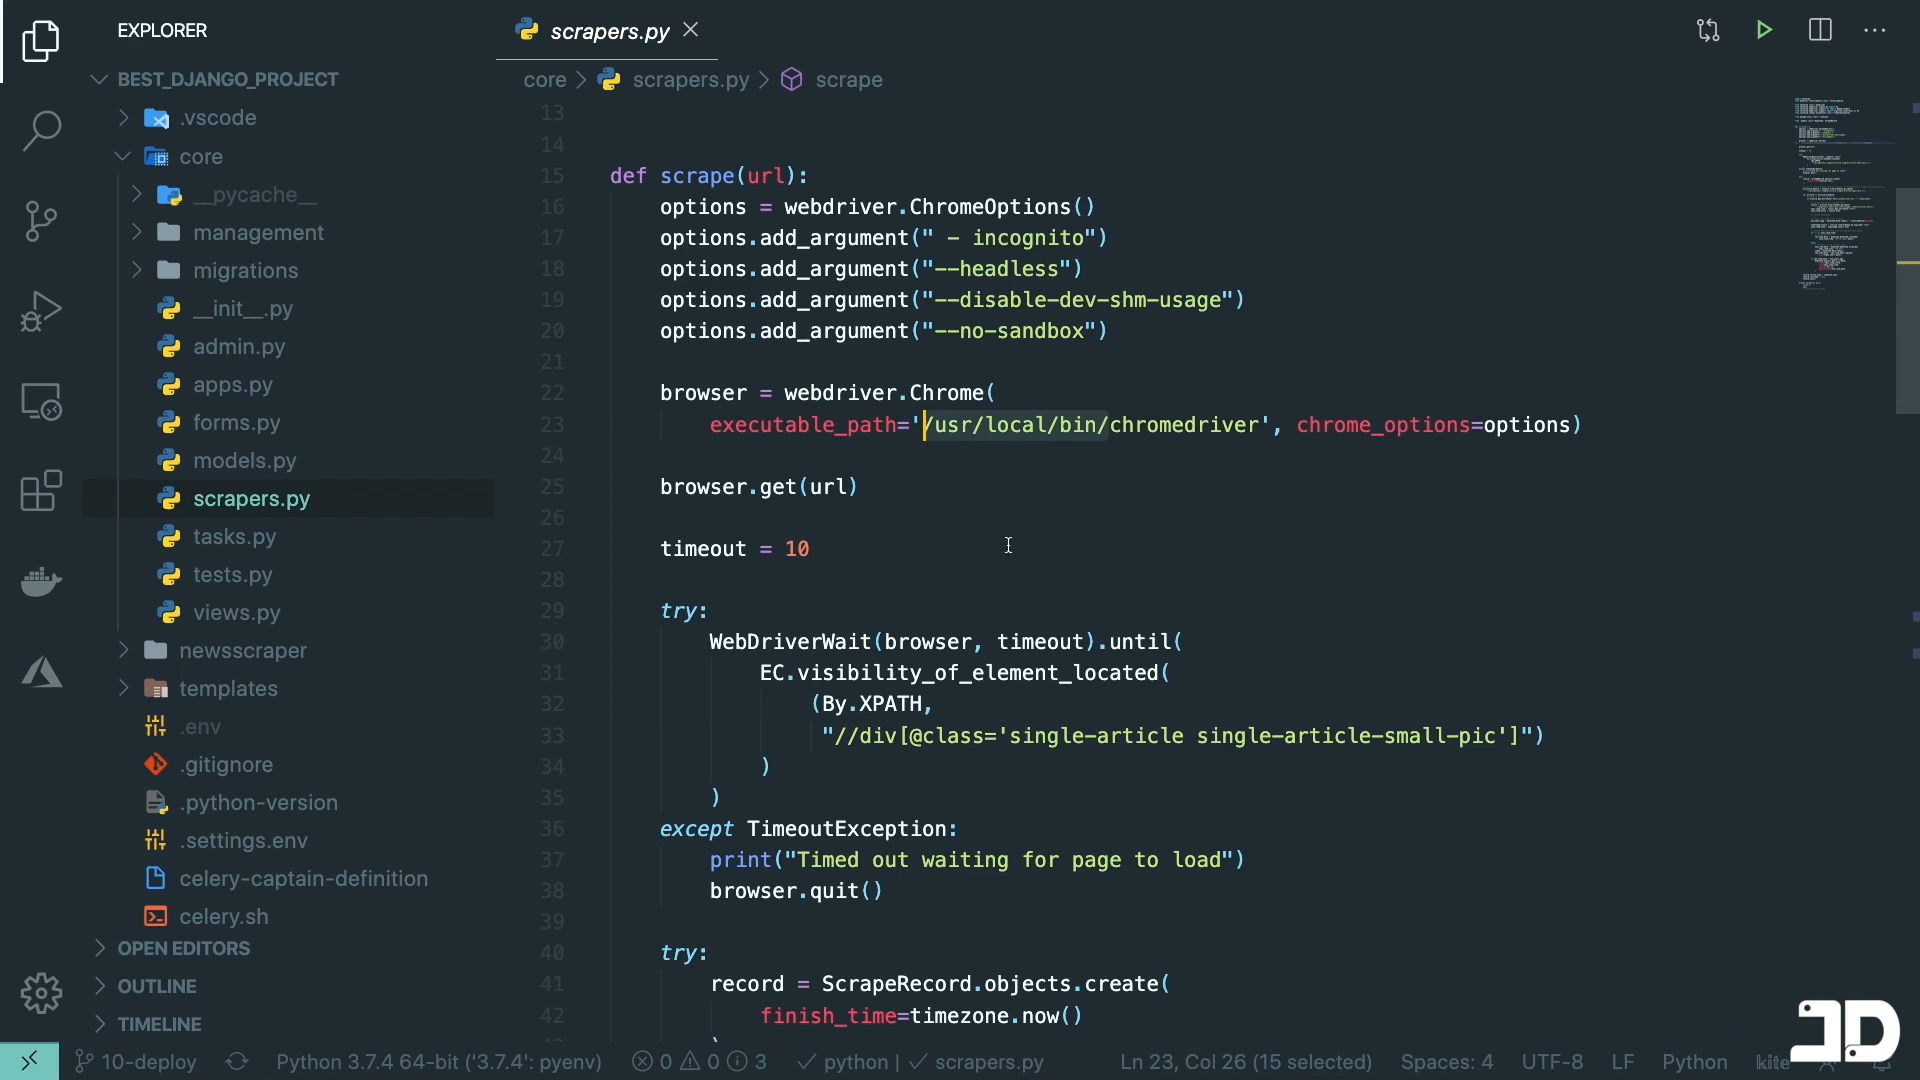 EXPLORER
BEST_DJANGO_PROJECT
.vscode
core
__pycache__
management
migrations
__init__.py
admin.py
apps.py
forms.py
models.py
scrapers.py
tasks.py
tests.py
views.py
newsscraper
templates
.env
.gitignore
.python-version
.settings.env
celery-captain-definition
celery.sh
OPEN EDITORS
OUTLINE
TIMELINE
scrapers.py
core > scrapers.py > scrape
13
14
15 def scrape(url):
16 options = webdriver.ChromeOptions()
17 options.add_argument(" — incognito")
18 options.add_argument("--headless")
19 options.add_argument("--disable-dev-shm-usage")
20 options.add_argument("--no-sandbox")
21
22 browser = webdriver.Chrome(
23 executable_path='/usr/local/bin/chromedriver', chrome_options=options)
24
25 browser.get(url)
26
27 timeout = 10
28
29 try:
30 WebDriverWait(browser, timeout).until(
31 EC.visibility_of_element_located(
32 (By.XPATH,
33 "//div[@class='single-article single-article-small-pic']")
34 )
35 )
36 except TimeoutException:
37 print("Timed out waiting for page to load")
38 browser.quit()
39
40 try:
41 record = ScrapeRecord.objects.create(
42 finish_time=timezone.now()
10-deploy Python 3.7.4 64-bit ('3.7.4': pyenv) 0 0 3 python | scrapers.py Ln 23, Col 26 (15 selected) Spaces: 4 UTF-8 LF Python kite
JD